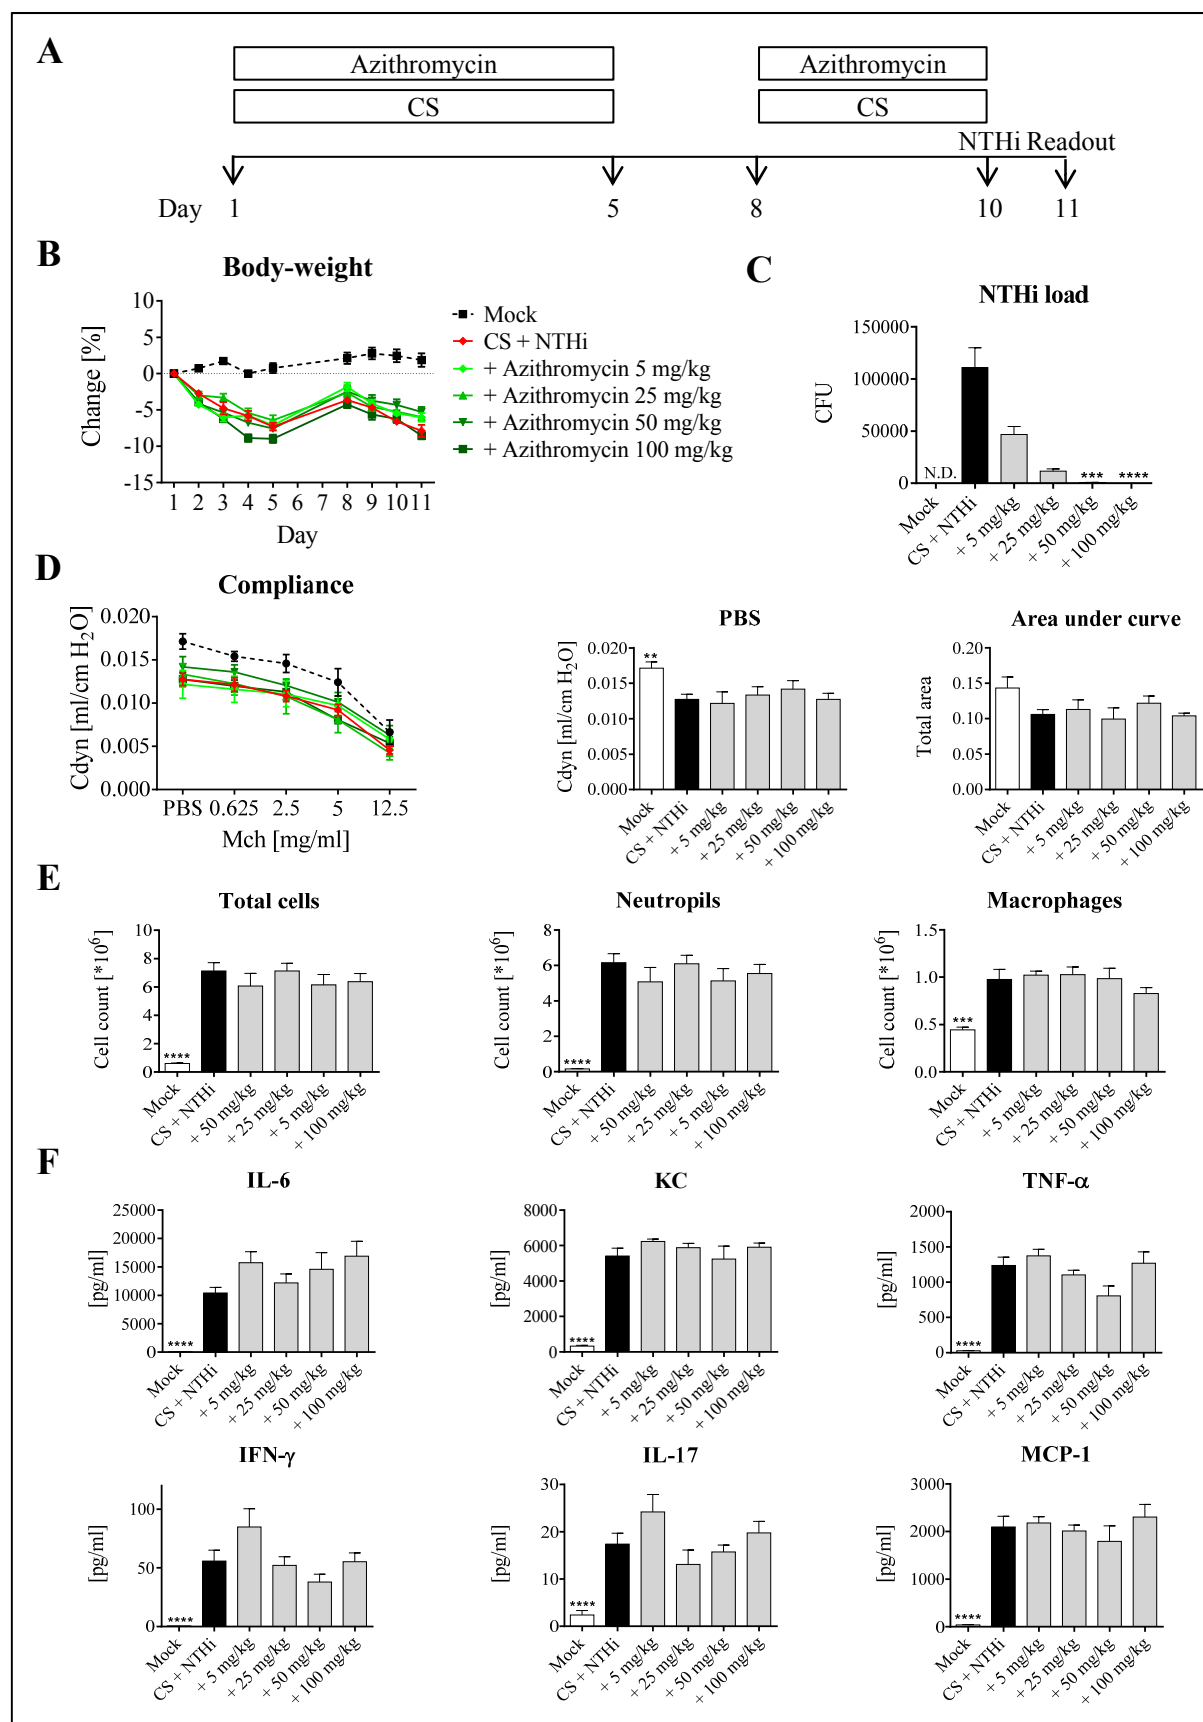 A
Azithromycin
Azithromycin
CS
CS
NTHi Readout
Day 1 5 8 10 11
B
Body-weight
Change [%]
10
5
0
-5
-10
-15
1 2 3 4 5 6 7 8 9 10 11
Day
Mock
CS + NTHi
+ Azithromycin 5 mg/kg
+ Azithromycin 25 mg/kg
+ Azithromycin 50 mg/kg
+ Azithromycin 100 mg/kg
C
NTHi load
CFU
150000
100000
50000
0
N.D.
***
****
Mock
CS + NTHi
+ 5 mg/kg
+ 25 mg/kg
+ 50 mg/kg
+ 100 mg/kg
D
Compliance
Cdyn [ml/cm H₂O]
0.020
0.015
0.010
0.005
0.000
PBS 0.625 2.5 5 12.5
Mch [mg/ml]
PBS
Cdyn [ml/cm H₂O]
0.020
0.015
0.010
0.005
0.000
**
Mock
CS + NTHi
+ 5 mg/kg
+ 25 mg/kg
+ 50 mg/kg
+ 100 mg/kg
Area under curve
Total area
0.20
0.15
0.10
0.05
0.00
Mock
CS + NTHi
+ 5 mg/kg
+ 25 mg/kg
+ 50 mg/kg
+ 100 mg/kg
E
Total cells
Cell count [*10⁶]
10
8
6
4
2
0
****
Mock
CS + NTHi
+ 50 mg/kg
+ 25 mg/kg
+ 5 mg/kg
+ 100 mg/kg
Neutropils
Cell count [*10⁶]
8
6
4
2
0
****
Mock
CS + NTHi
+ 50 mg/kg
+ 25 mg/kg
+ 5 mg/kg
+ 100 mg/kg
Macrophages
Cell count [*10⁶]
1.5
1.0
0.5
0.0
***
Mock
CS + NTHi
+ 5 mg/kg
+ 25 mg/kg
+ 50 mg/kg
+ 100 mg/kg
F
IL-6
[pg/ml]
25000
20000
15000
10000
5000
0
****
Mock
CS + NTHi
+ 5 mg/kg
+ 25 mg/kg
+ 50 mg/kg
+ 100 mg/kg
KC
[pg/ml]
8000
6000
4000
2000
0
****
Mock
CS + NTHi
+ 5 mg/kg
+ 25 mg/kg
+ 50 mg/kg
+ 100 mg/kg
TNF-α
[pg/ml]
2000
1500
1000
500
0
****
Mock
CS + NTHi
+ 5 mg/kg
+ 25 mg/kg
+ 50 mg/kg
+ 100 mg/kg
IFN-γ
[pg/ml]
100
50
0
****
Mock
CS + NTHi
+ 5 mg/kg
+ 25 mg/kg
+ 50 mg/kg
+ 100 mg/kg
IL-17
[pg/ml]
30
20
10
0
****
Mock
CS + NTHi
+ 5 mg/kg
+ 25 mg/kg
+ 50 mg/kg
+ 100 mg/kg
MCP-1
[pg/ml]
3000
2000
1000
0
****
Mock
CS + NTHi
+ 5 mg/kg
+ 25 mg/kg
+ 50 mg/kg
+ 100 mg/kg